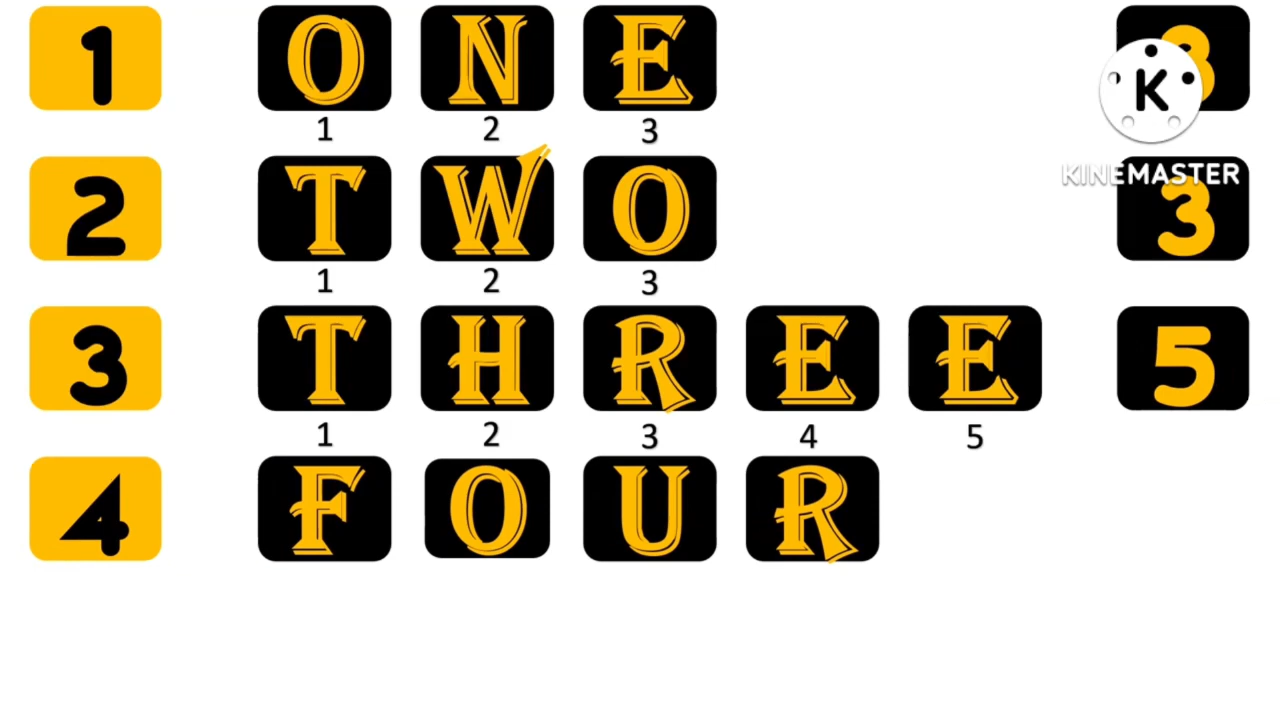 1 ONE 3
1 2 3
K
KINEMASTER
2 TWO 3
1 2 3
3 THREE 5
1 2 3 4 5
4 FOUR